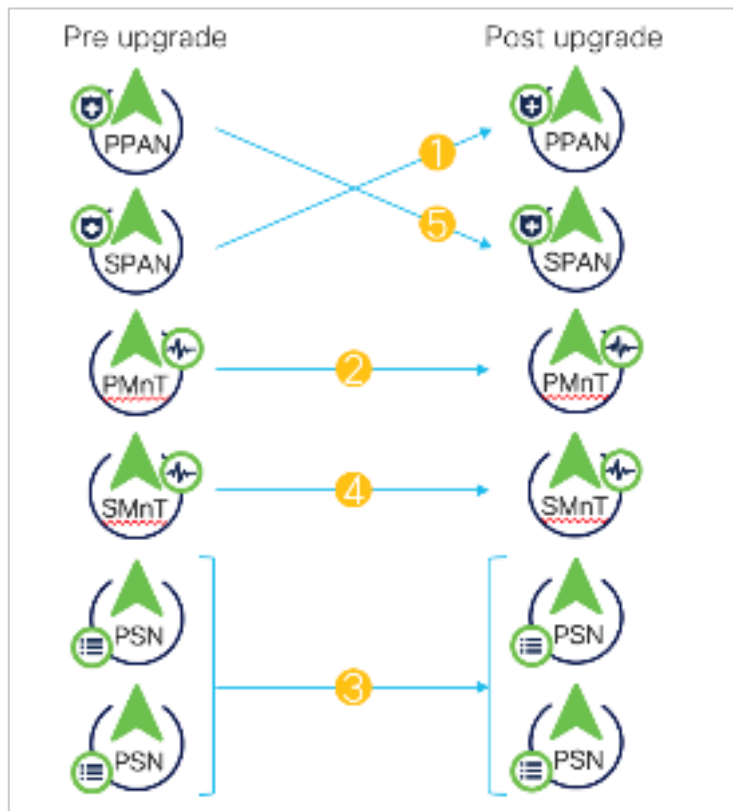 Pre upgrade
Post upgrade
PPAN
PPAN
1
5
SPAN
SPAN
PMnT
2
PMnT
SMnT
4
SMnT
PSN
PSN
3
PSN
PSN